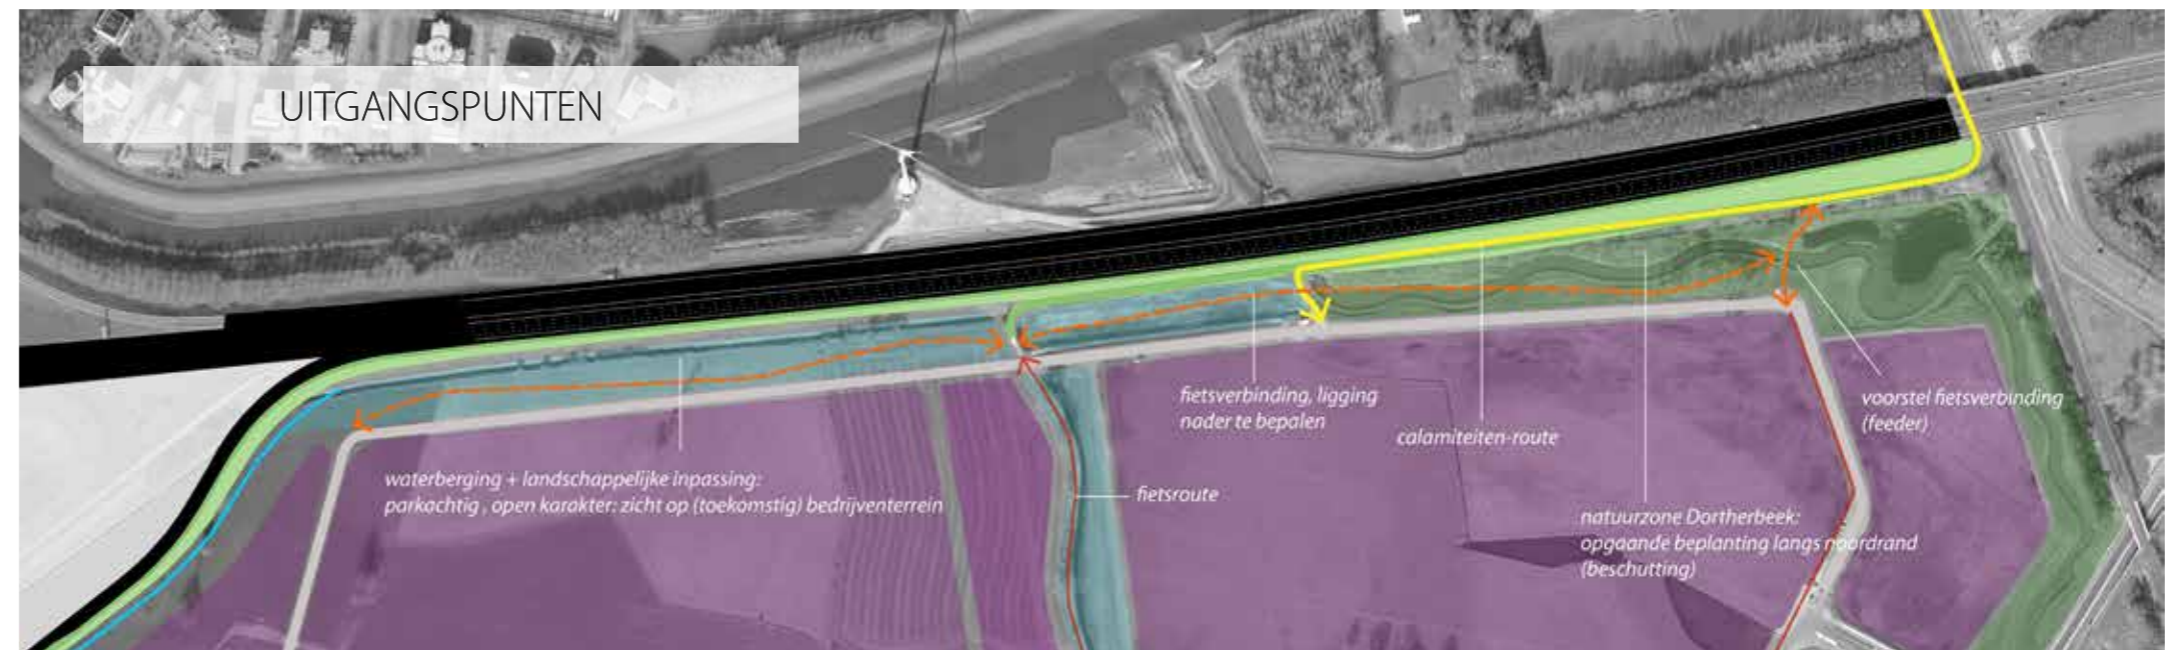 UITGANGSPUNTEN
fietsverbinding, ligging
nader te bepalen
calamiteiten-route
voorstel fietsverbinding
(feeder)
waterberging + landschappelijke inpassing:
parkachtig , open karakter: zicht op (toekomstig) bedrijventerrein
fietsroute
natuurzone Dortherbeek:
opgaande beplanting langs noordrand
(beschutting)